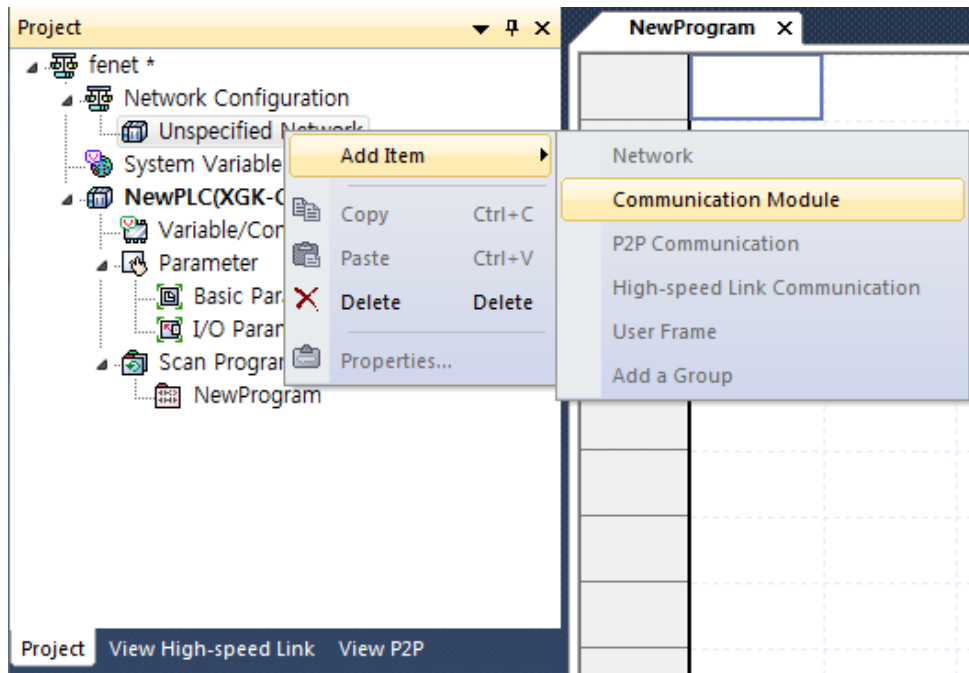 Project
NewProgram
fenet *
Network Configuration
Unspecified Network
System Variable
NewPLC(XGK-C
Variable/Con
Parameter
Basic Par
I/O Param
Scan Program
NewProgram
Add Item
Copy Ctrl+C
Paste Ctrl+V
Delete Delete
Properties...
Network
Communication Module
P2P Communication
High-speed Link Communication
User Frame
Add a Group
Project View High-speed Link View P2P